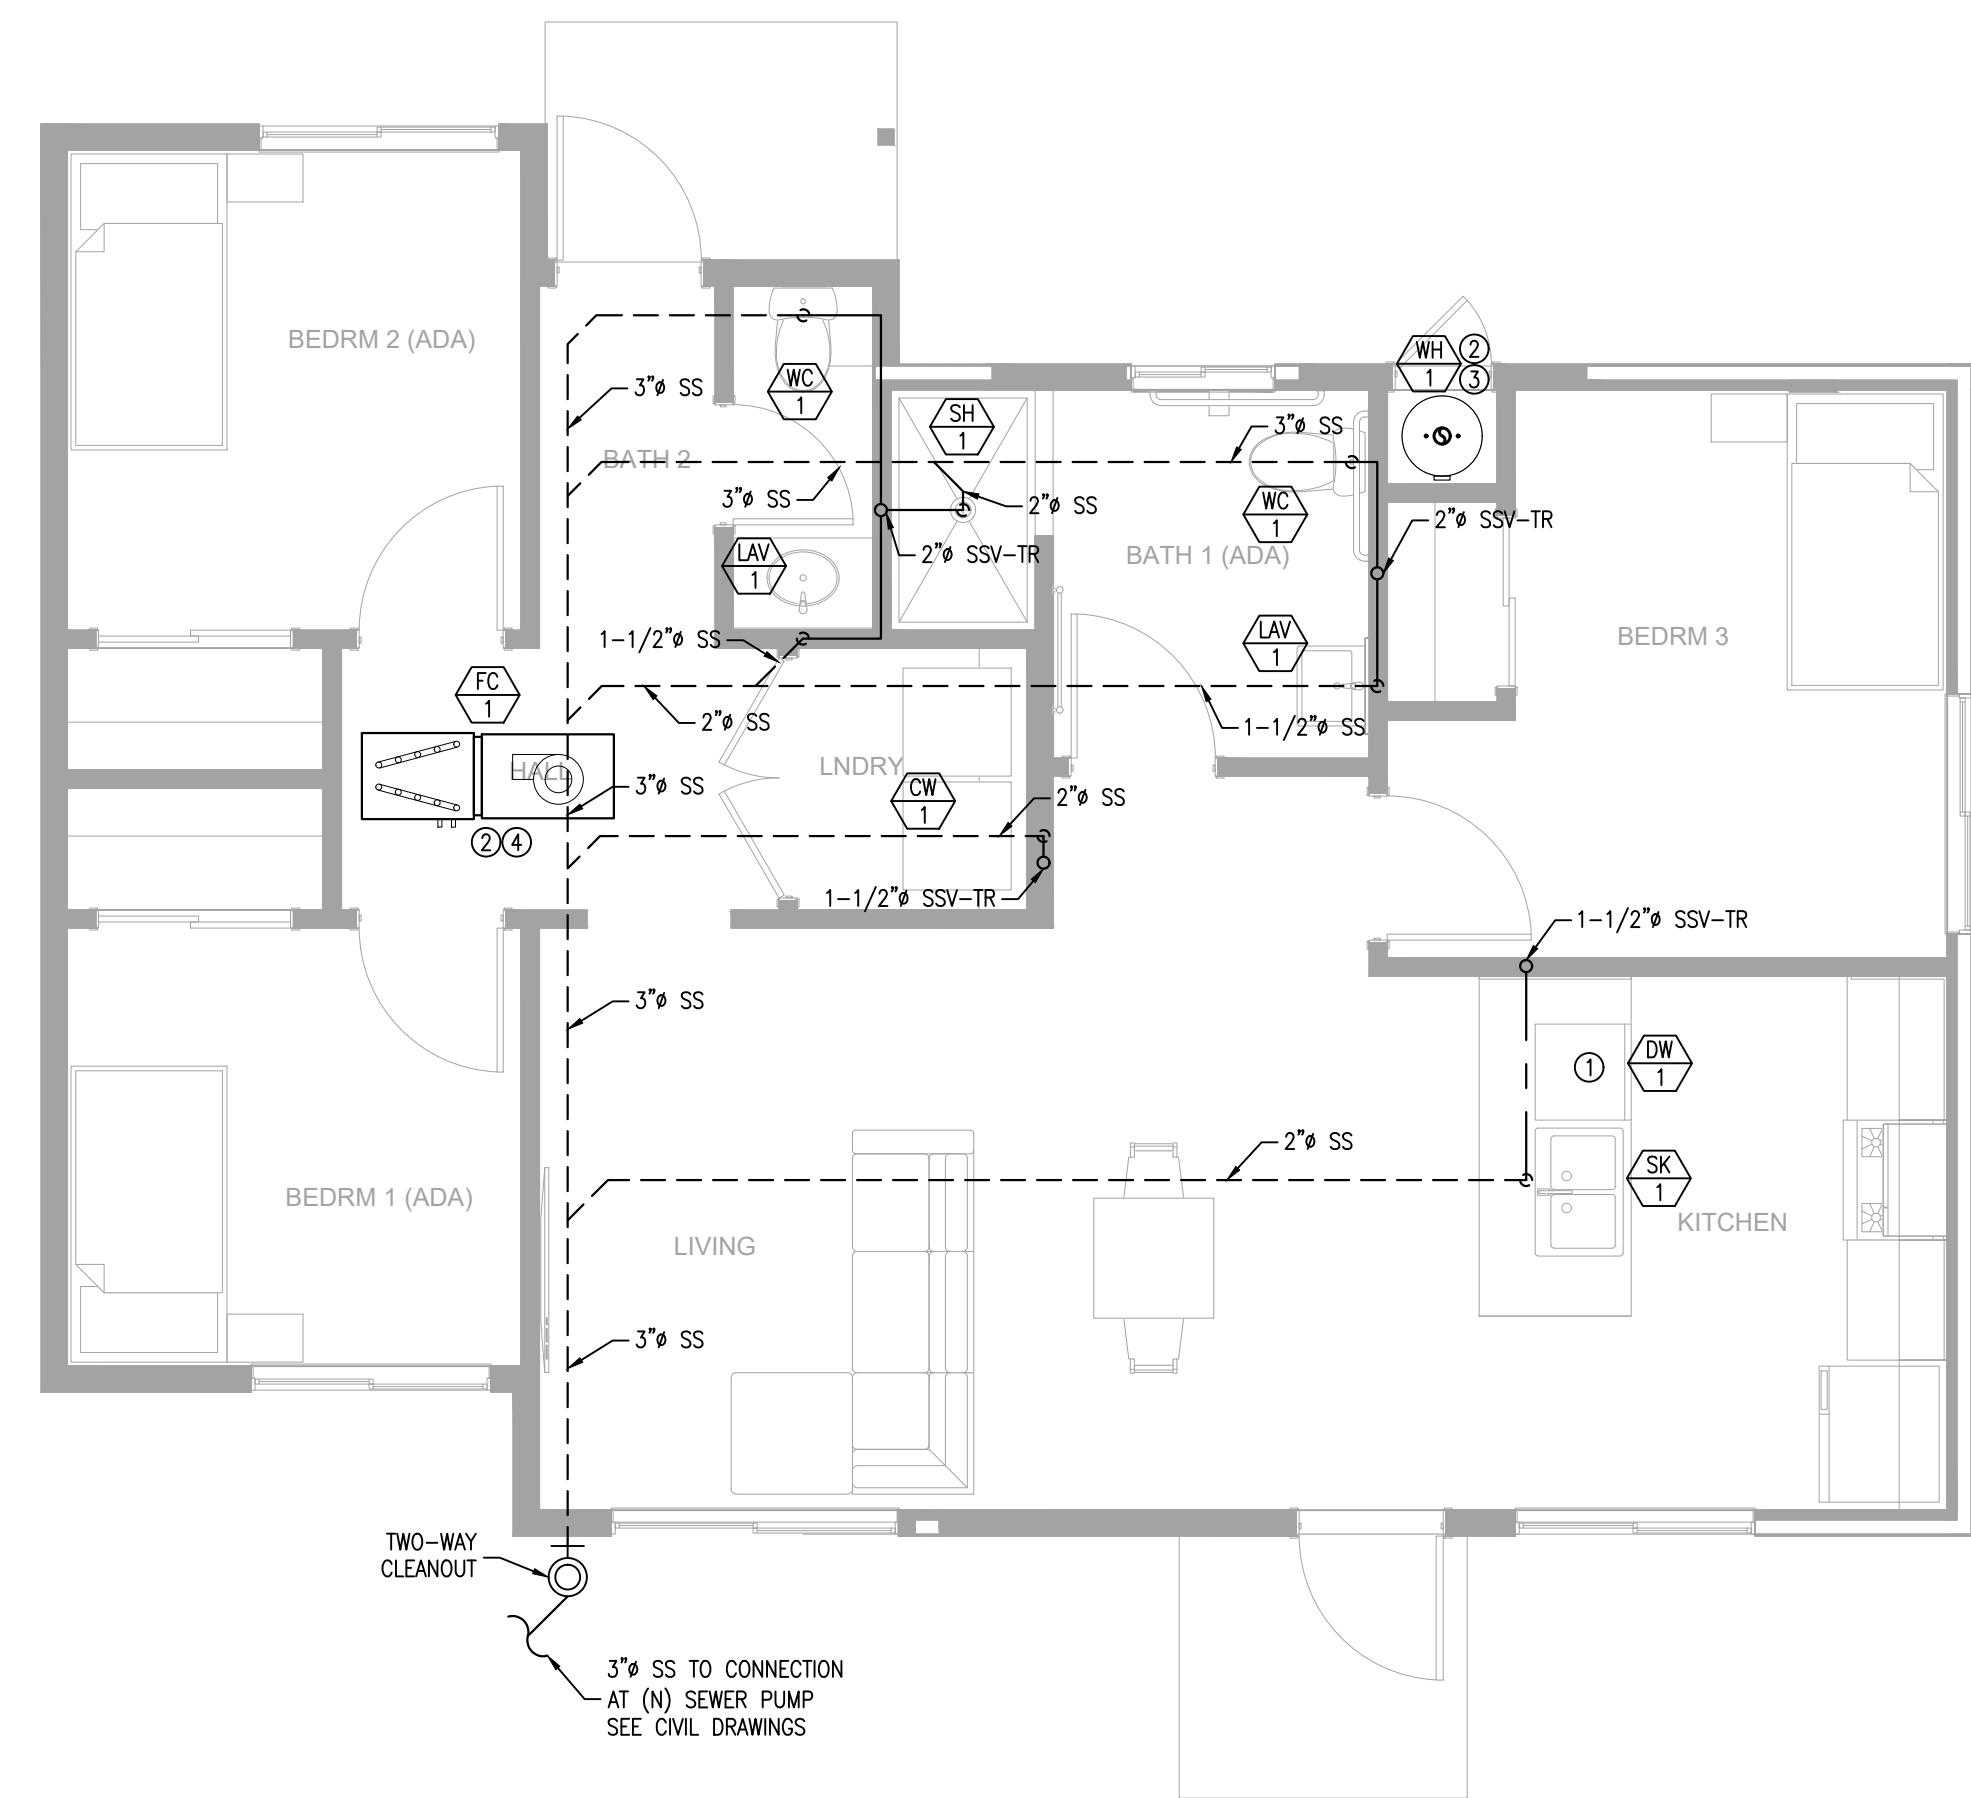 BEDRM 2 (ADA)
3"ø SS
WC
1
WH
1
2
3
SH
1
3"ø SS
BATH 2
3"ø SS
2"ø SS
WC
1
2"ø SSV-TR
2"ø SSV-TR
LAV
1
BATH 1 (ADA)
1-1/2"ø SS
LAV
1
BEDRM 3
FC
1
2"ø SS
1-1/2"ø SS
HALL
3"ø SS
LNDRY
CW
1
2"ø SS
2
4
1-1/2"ø SSV-TR
1-1/2"ø SSV-TR
3"ø SS
1
DW
1
2"ø SS
SK
1
BEDRM 1 (ADA)
LIVING
KITCHEN
3"ø SS
TWO-WAY
CLEANOUT
3"ø SS TO CONNECTION
AT (N) SEWER PUMP
SEE CIVIL DRAWINGS